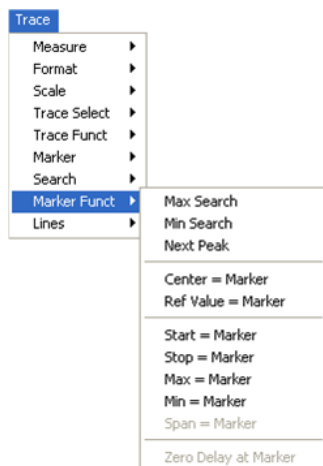 Trace
Measure
Format
Scale
Trace Select
Trace Funct
Marker
Search
Marker Funct
Lines
Max Search
Min Search
Next Peak
Center = Marker
Ref Value = Marker
Start = Marker
Stop = Marker
Max = Marker
Min = Marker
Span = Marker
Zero Delay at Marker